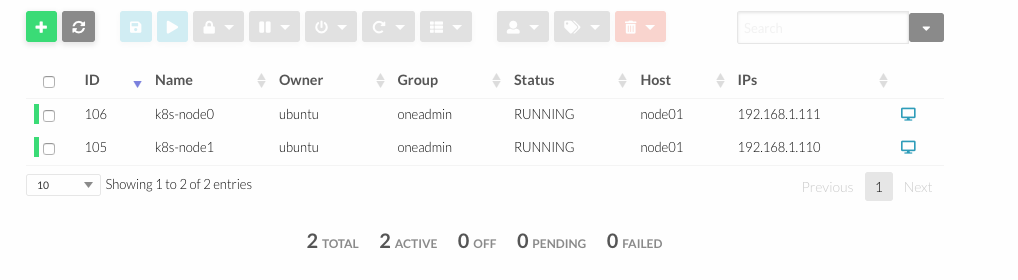 Search
ID Name Owner Group Status Host IPs
106 k8s-node0 ubuntu oneadmin RUNNING node01 192.168.1.111
105 k8s-node1 ubuntu oneadmin RUNNING node01 192.168.1.110
10 Showing 1 to 2 of 2 entries Previous 1 Next
2 TOTAL 2 ACTIVE 0 OFF 0 PENDING 0 FAILED